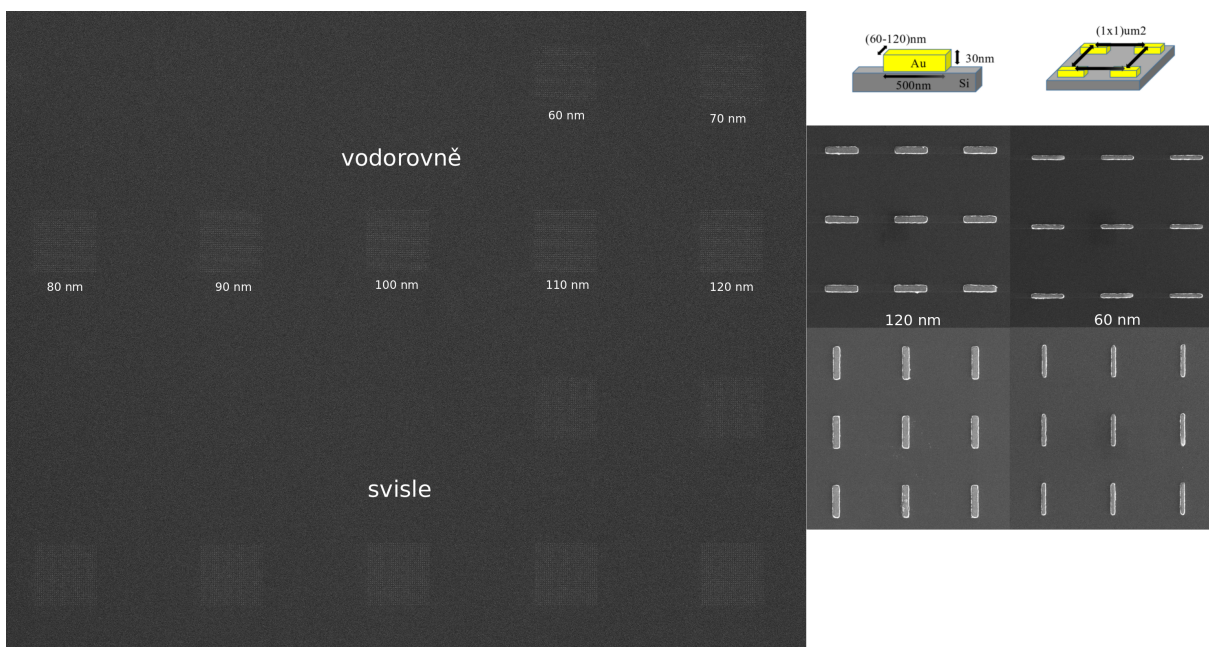 60 nm
70 nm
vodorovně
80 nm
90 nm
100 nm
110 nm
120 nm
svisle
(60-120)nm
Au
30nm
500nm
Si
(1x1)um2
120 nm
60 nm